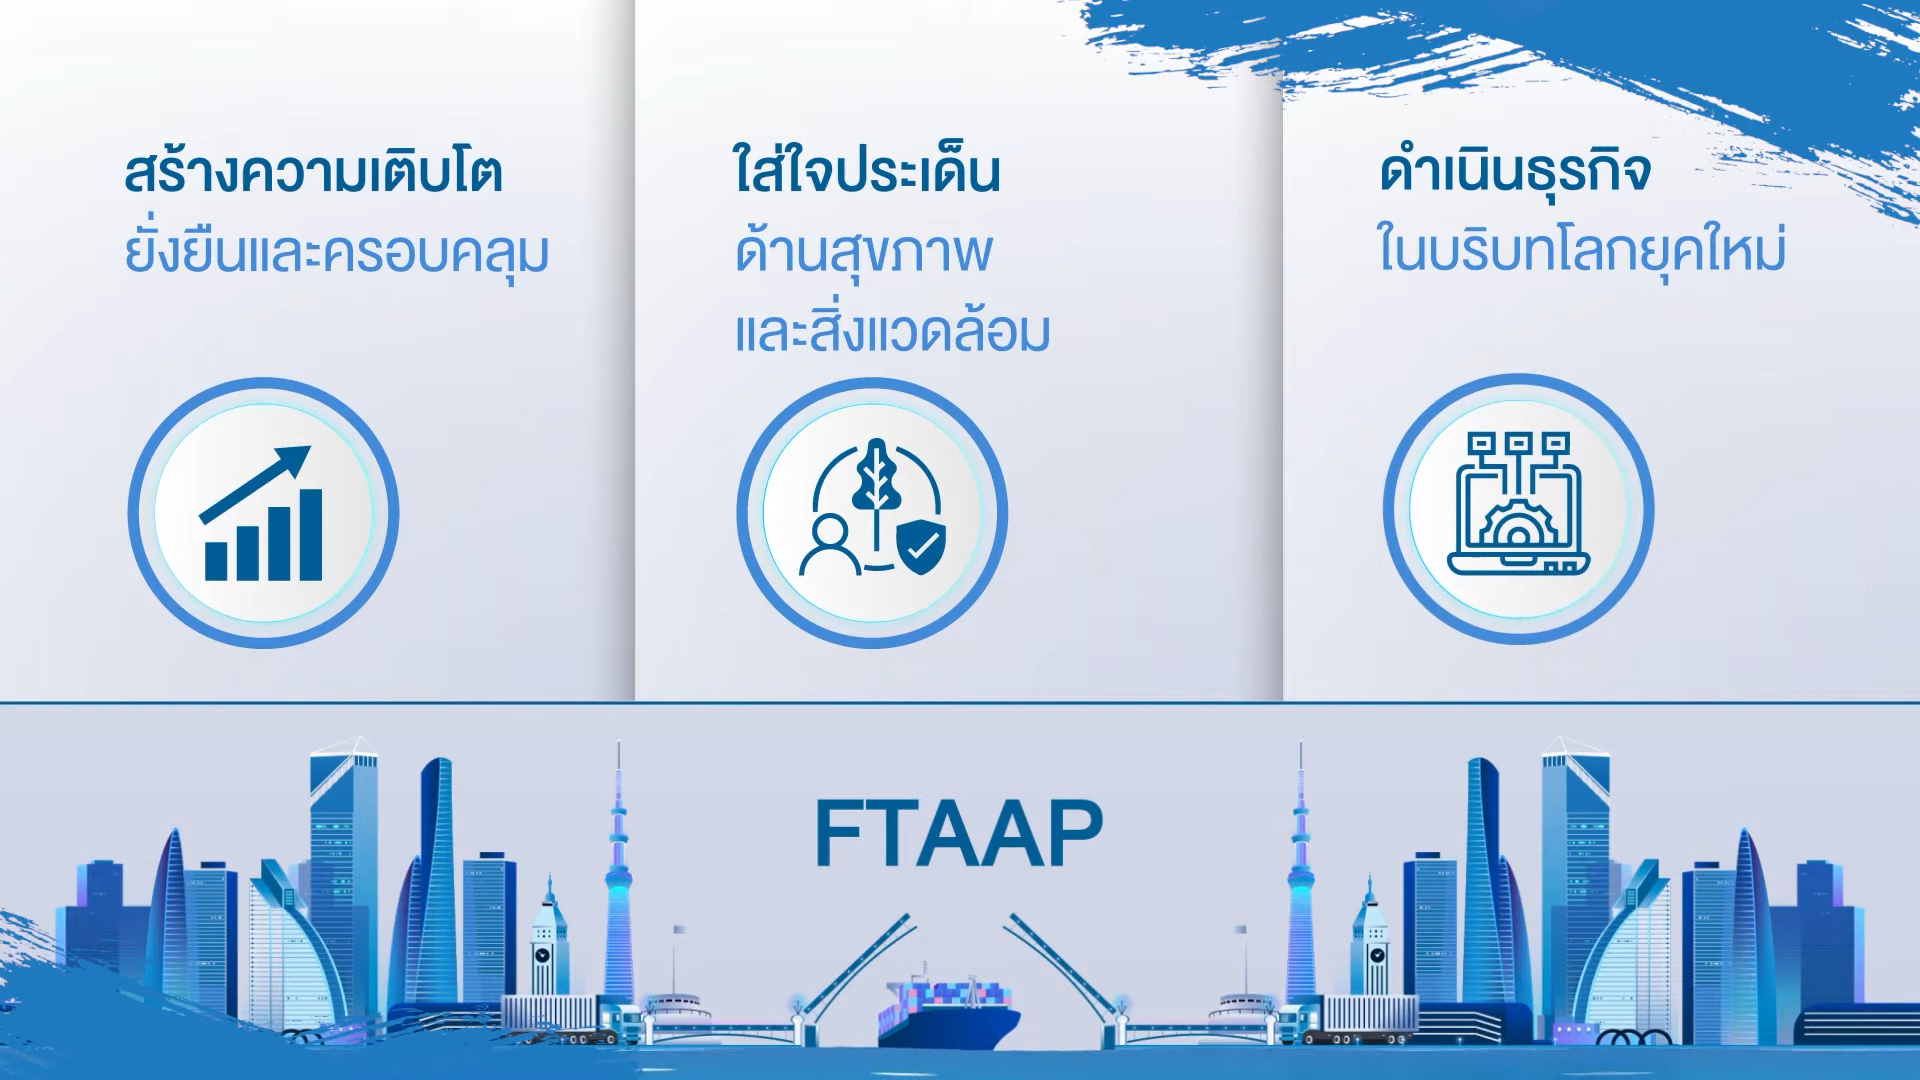 สร้างความเติบโต
ยั่งยืนและครอบคลุม
ใส่ใจประเด็น
ด้านสุขภาพ
และสิ่งแวดล้อม
ดำเนินธุรกิจ
ในบริบทโลกยุคใหม่
FTAAP